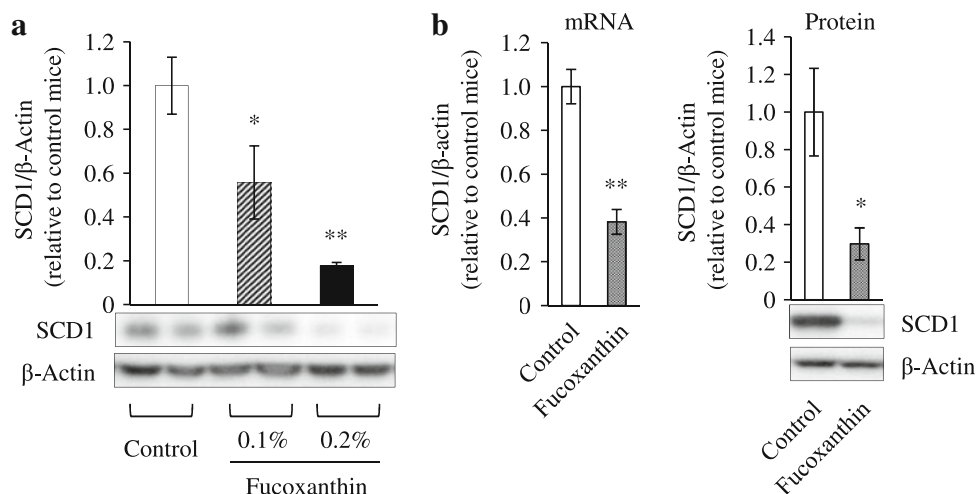 a
SCD1/β-Actin
(relative to control mice)
1.2
1.0
0.8
0.6
0.4
0.2
0
*
**
SCD1
β-Actin
Control
0.1%
0.2%
Fucoxanthin
b
mRNA
SCD1/β-actin
(relative to control mice)
1.2
1.0
0.8
0.6
0.4
0.2
0
**
Control
Fucoxanthin
Protein
SCD1/β-Actin
(relative to control mice)
1.4
1.2
1.0
0.8
0.6
0.4
0.2
0
*
SCD1
β-Actin
Control
Fucoxanthin